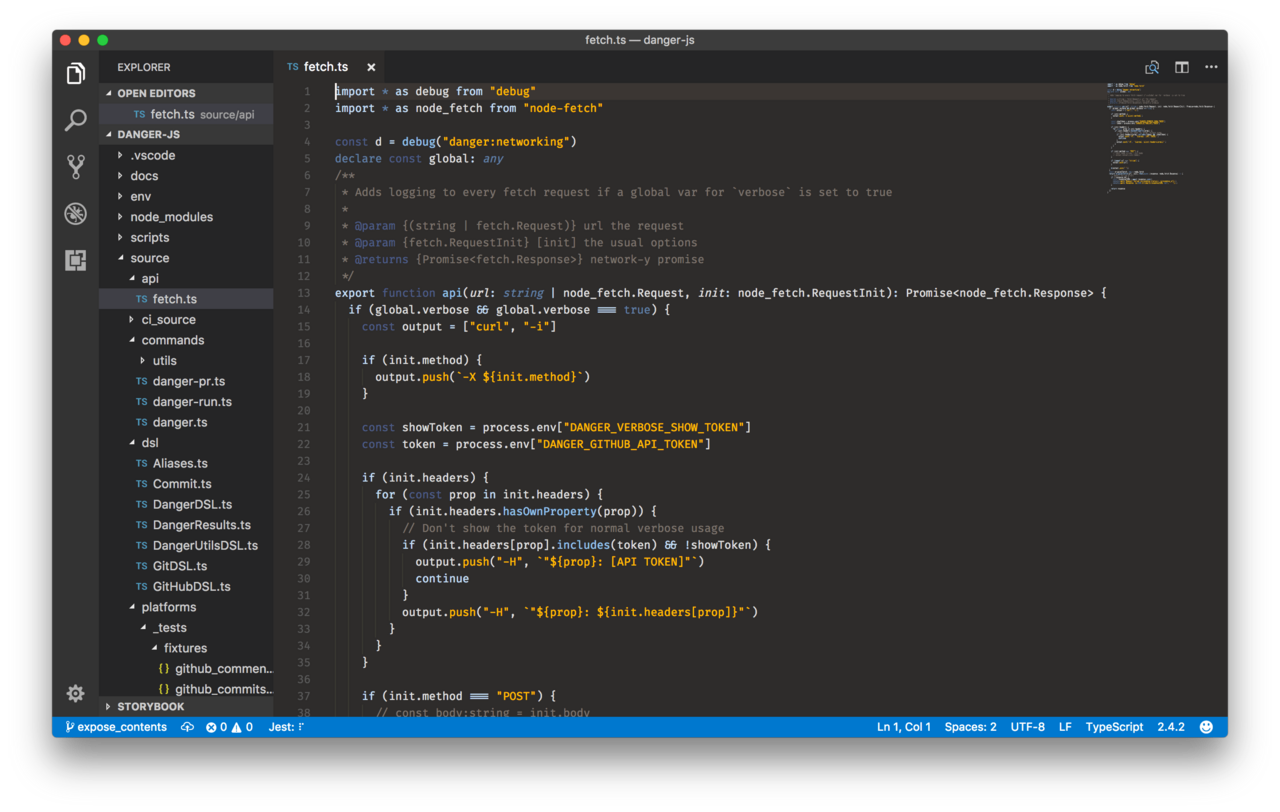 fetch.ts — danger-js
EXPLORER
OPEN EDITORS
TS fetch.ts source/api
DANGER-JS
.vscode
docs
env
node_modules
scripts
source
api
TS fetch.ts
ci_source
commands
utils
TS danger-pr.ts
TS danger-run.ts
TS danger.ts
dsl
TS Aliases.ts
TS Commit.ts
TS DangerDSL.ts
TS DangerResults.ts
TS DangerUtilsDSL.ts
TS GitDSL.ts
TS GitHubDSL.ts
platforms
_tests
fixtures
{} github_commen...
{} github_commits...
STORYBOOK
TS fetch.ts ×
1 import * as debug from "debug"
2 import * as node_fetch from "node-fetch"
3
4 const d = debug("danger:networking")
5 declare const global: any
6 /**
7 * Adds logging to every fetch request if a global var for `verbose` is set to true
8 *
9 * @param {(string | fetch.Request)} url the request
10 * @param {fetch.RequestInit} [init] the usual options
11 * @returns {Promise<fetch.Response>} network-y promise
12 */
13 export function api(url: string | node_fetch.Request, init: node_fetch.RequestInit): Promise<node_fetch.Response> {
14 if (global.verbose && global.verbose === true) {
15 const output = ["curl", "-i"]
16
17 if (init.method) {
18 output.push(`-X ${init.method}`)
19 }
20
21 const showToken = process.env["DANGER_VERBOSE_SHOW_TOKEN"]
22 const token = process.env["DANGER_GITHUB_API_TOKEN"]
23
24 if (init.headers) {
25 for (const prop in init.headers) {
26 if (init.headers.hasOwnProperty(prop)) {
27 // Don't show the token for normal verbose usage
28 if (init.headers[prop].includes(token) && !showToken) {
29 output.push("-H", `"${prop}: [API TOKEN]"`)
30 continue
31 }
32 output.push("-H", `"${prop}: ${init.headers[prop]}"`)
33 }
34 }
35 }
36
37 if (init.method === "POST") {
38 // const body:string = init.body
expose_contents 0 0 Jest:
Ln 1, Col 1 Spaces: 2 UTF-8 LF TypeScript 2.4.2